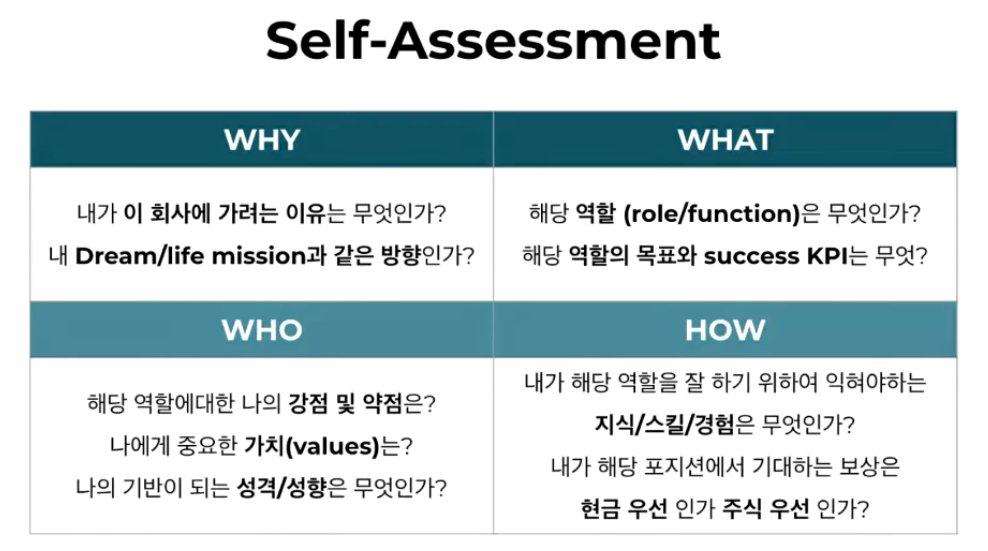 Self-Assessment
WHY
내가 이 회사에 가려는 이유는 무엇인가?
내 Dream/life mission과 같은 방향인가?
WHAT
해당 역할 (role/function)은 무엇인가?
해당 역할의 목표와 success KPI는 무엇?
WHO
해당 역할에대한 나의 강점 및 약점은?
나에게 중요한 가치(values)는?
나의 기반이 되는 성격/성향은 무엇인가?
HOW
내가 해당 역할을 잘 하기 위하여 익혀야하는
지식/스킬/경험은 무엇인가?
내가 해당 포지션에서 기대하는 보상은
현금 우선 인가 주식 우선 인가?